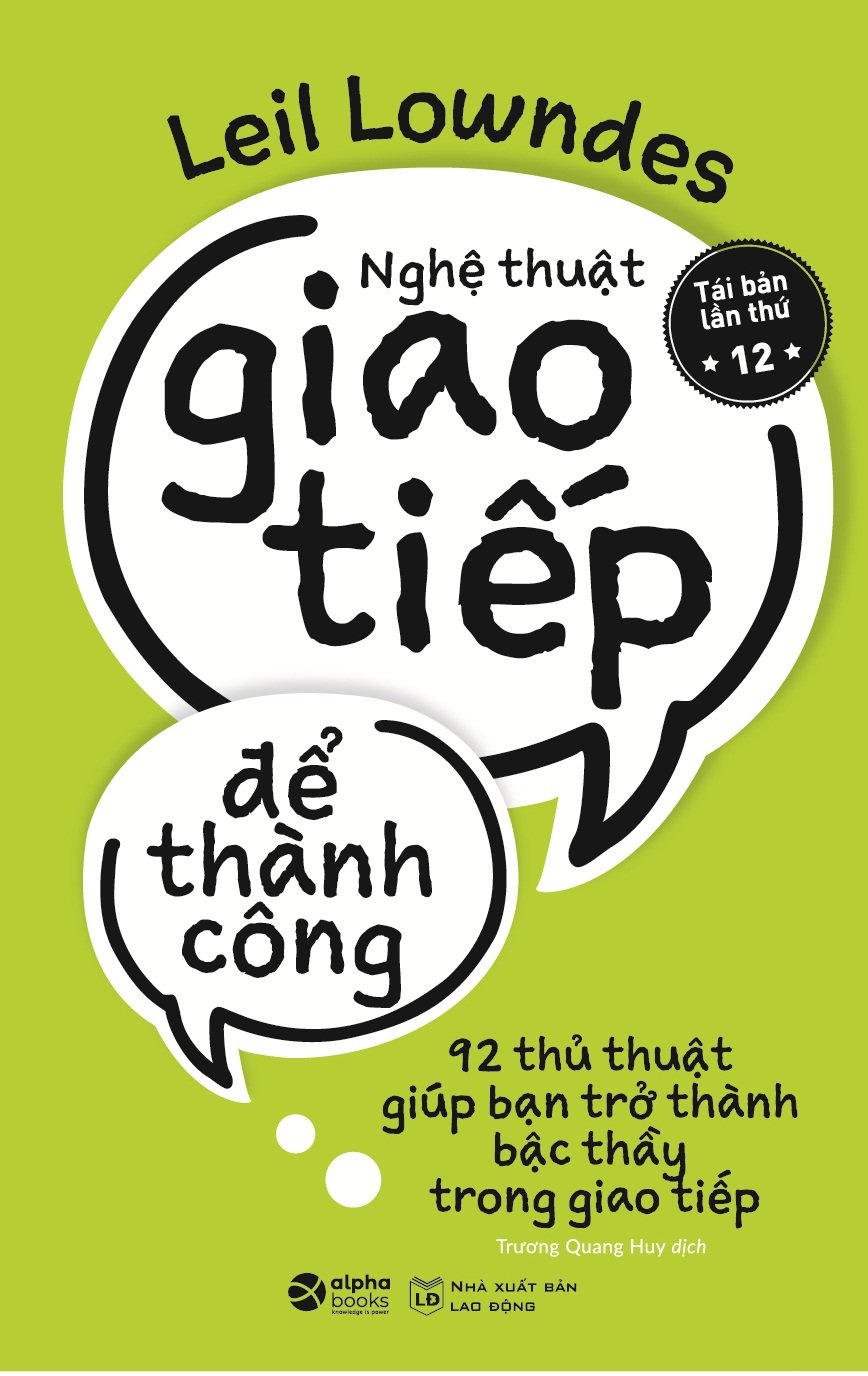 Leil Lowndes
Nghệ thuật
giao
tiếp
Tái bản
lần thứ
12
để
thành
công
92 thủ thuật
giúp bạn trở thành
bậc thầy
trong giao tiếp
Trương Quang Huy dịch
alpha
books
knowledge is power
LĐ
NHÀ XUẤT BẢN
LAO ĐỘNG